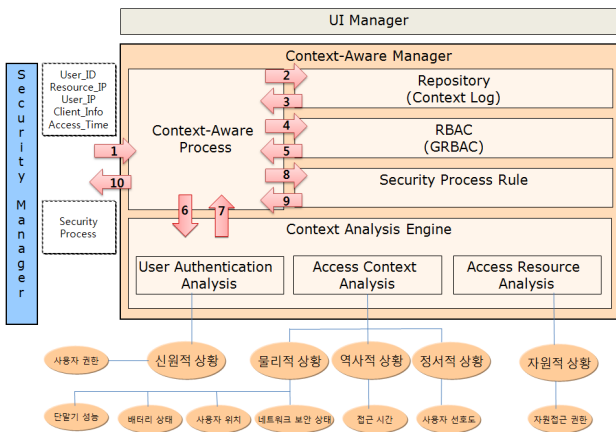 UI Manager
Security Manager
User_ID
Resource_IP
User_IP
Client_Info
Access_Time
1
10
Security
Process
Context-Aware Manager
Context-Aware
Process
2
3
Repository
(Context Log)
4
5
RBAC
(GRBAC)
8
9
Security Process Rule
6
7
Context Analysis Engine
User Authentication
Analysis
Access Context
Analysis
Access Resource
Analysis
사용자 권한
신원적 상황
물리적 상황
역사적 상황
정서적 상황
자원적 상황
단말기 성능
배터리 상태
사용자 위치
네트워크 보안 상태
접근 시간
사용자 선호도
자원접근 권한